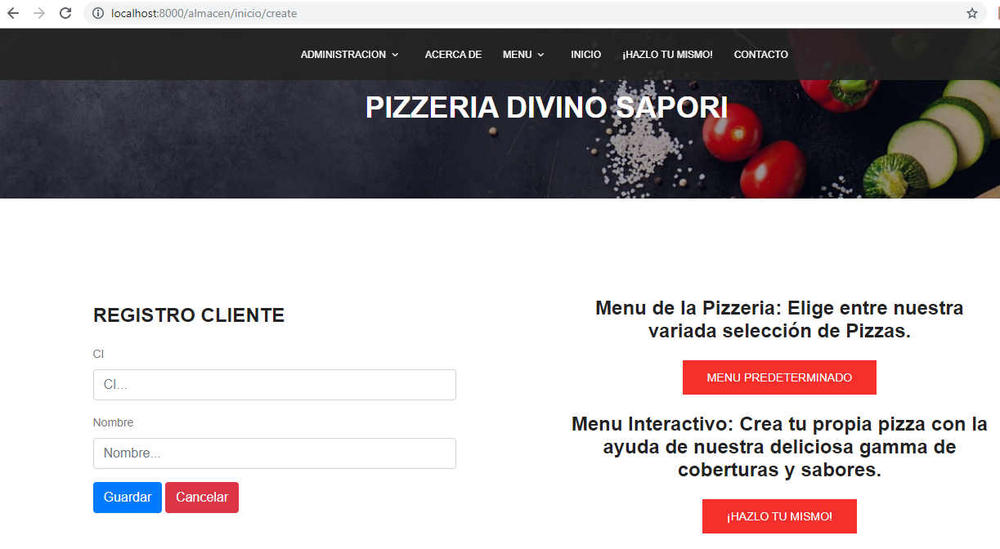 localhost:8000/almacen/inicio/create
ADMINISTRACION ACERCA DE MENU INICIO ¡HAZLO TU MISMO! CONTACTO
PIZZERIA DIVINO SAPORI
REGISTRO CLIENTE
CI
CI...
Nombre
Nombre...
Guardar Cancelar
Menu de la Pizzeria: Elige entre nuestra
variada selección de Pizzas.
MENU PREDETERMINADO
Menu Interactivo: Crea tu propia pizza con la
ayuda de nuestra deliciosa gamma de
coberturas y sabores.
¡HAZLO TU MISMO!